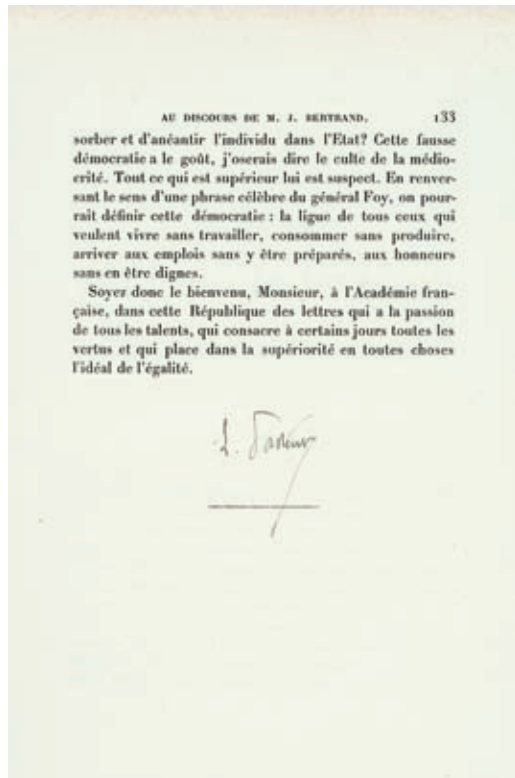 AU DISCOURS DE M. J. BERTRAND. 133
sorber et d'anéantir l'individu dans l'Etat? Cette fausse
démocratie a le goût, j'oserais dire le culte de la médio-
crité. Tout ce qui est supérieur lui est suspect. En renver-
sant le sens d'une phrase célèbre du général Foy, on pour-
rait définir cette démocratie : la ligue de tous ceux qui
veulent vivre sans travailler, consommer sans produire,
arriver aux emplois sans y être préparés, aux honneurs
sans en être dignes.
Soyez donc le bienvenu, Monsieur, à l'Académie fran-
çaise, dans cette République des lettres qui a la passion
de tous les talents, qui consacre à certains jours toutes les
vertus et qui place dans la supériorité en toutes choses
l'idéal de l'égalité.
L. Pasteur